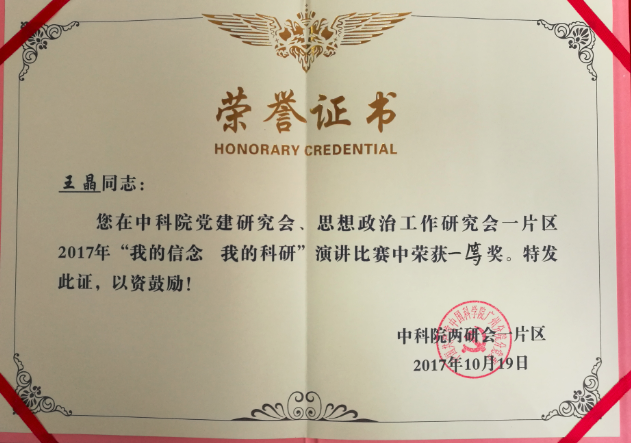 荣誉证书
HONORARY CREDENTIAL
王晶同志：
您在中科院党建研究会、思想政治工作研究会一片区
2017年“我的信念 我的科研”演讲比赛中荣获一等奖。特发
此证，以资鼓励！
中科院两研会一片区
2017年10月19日